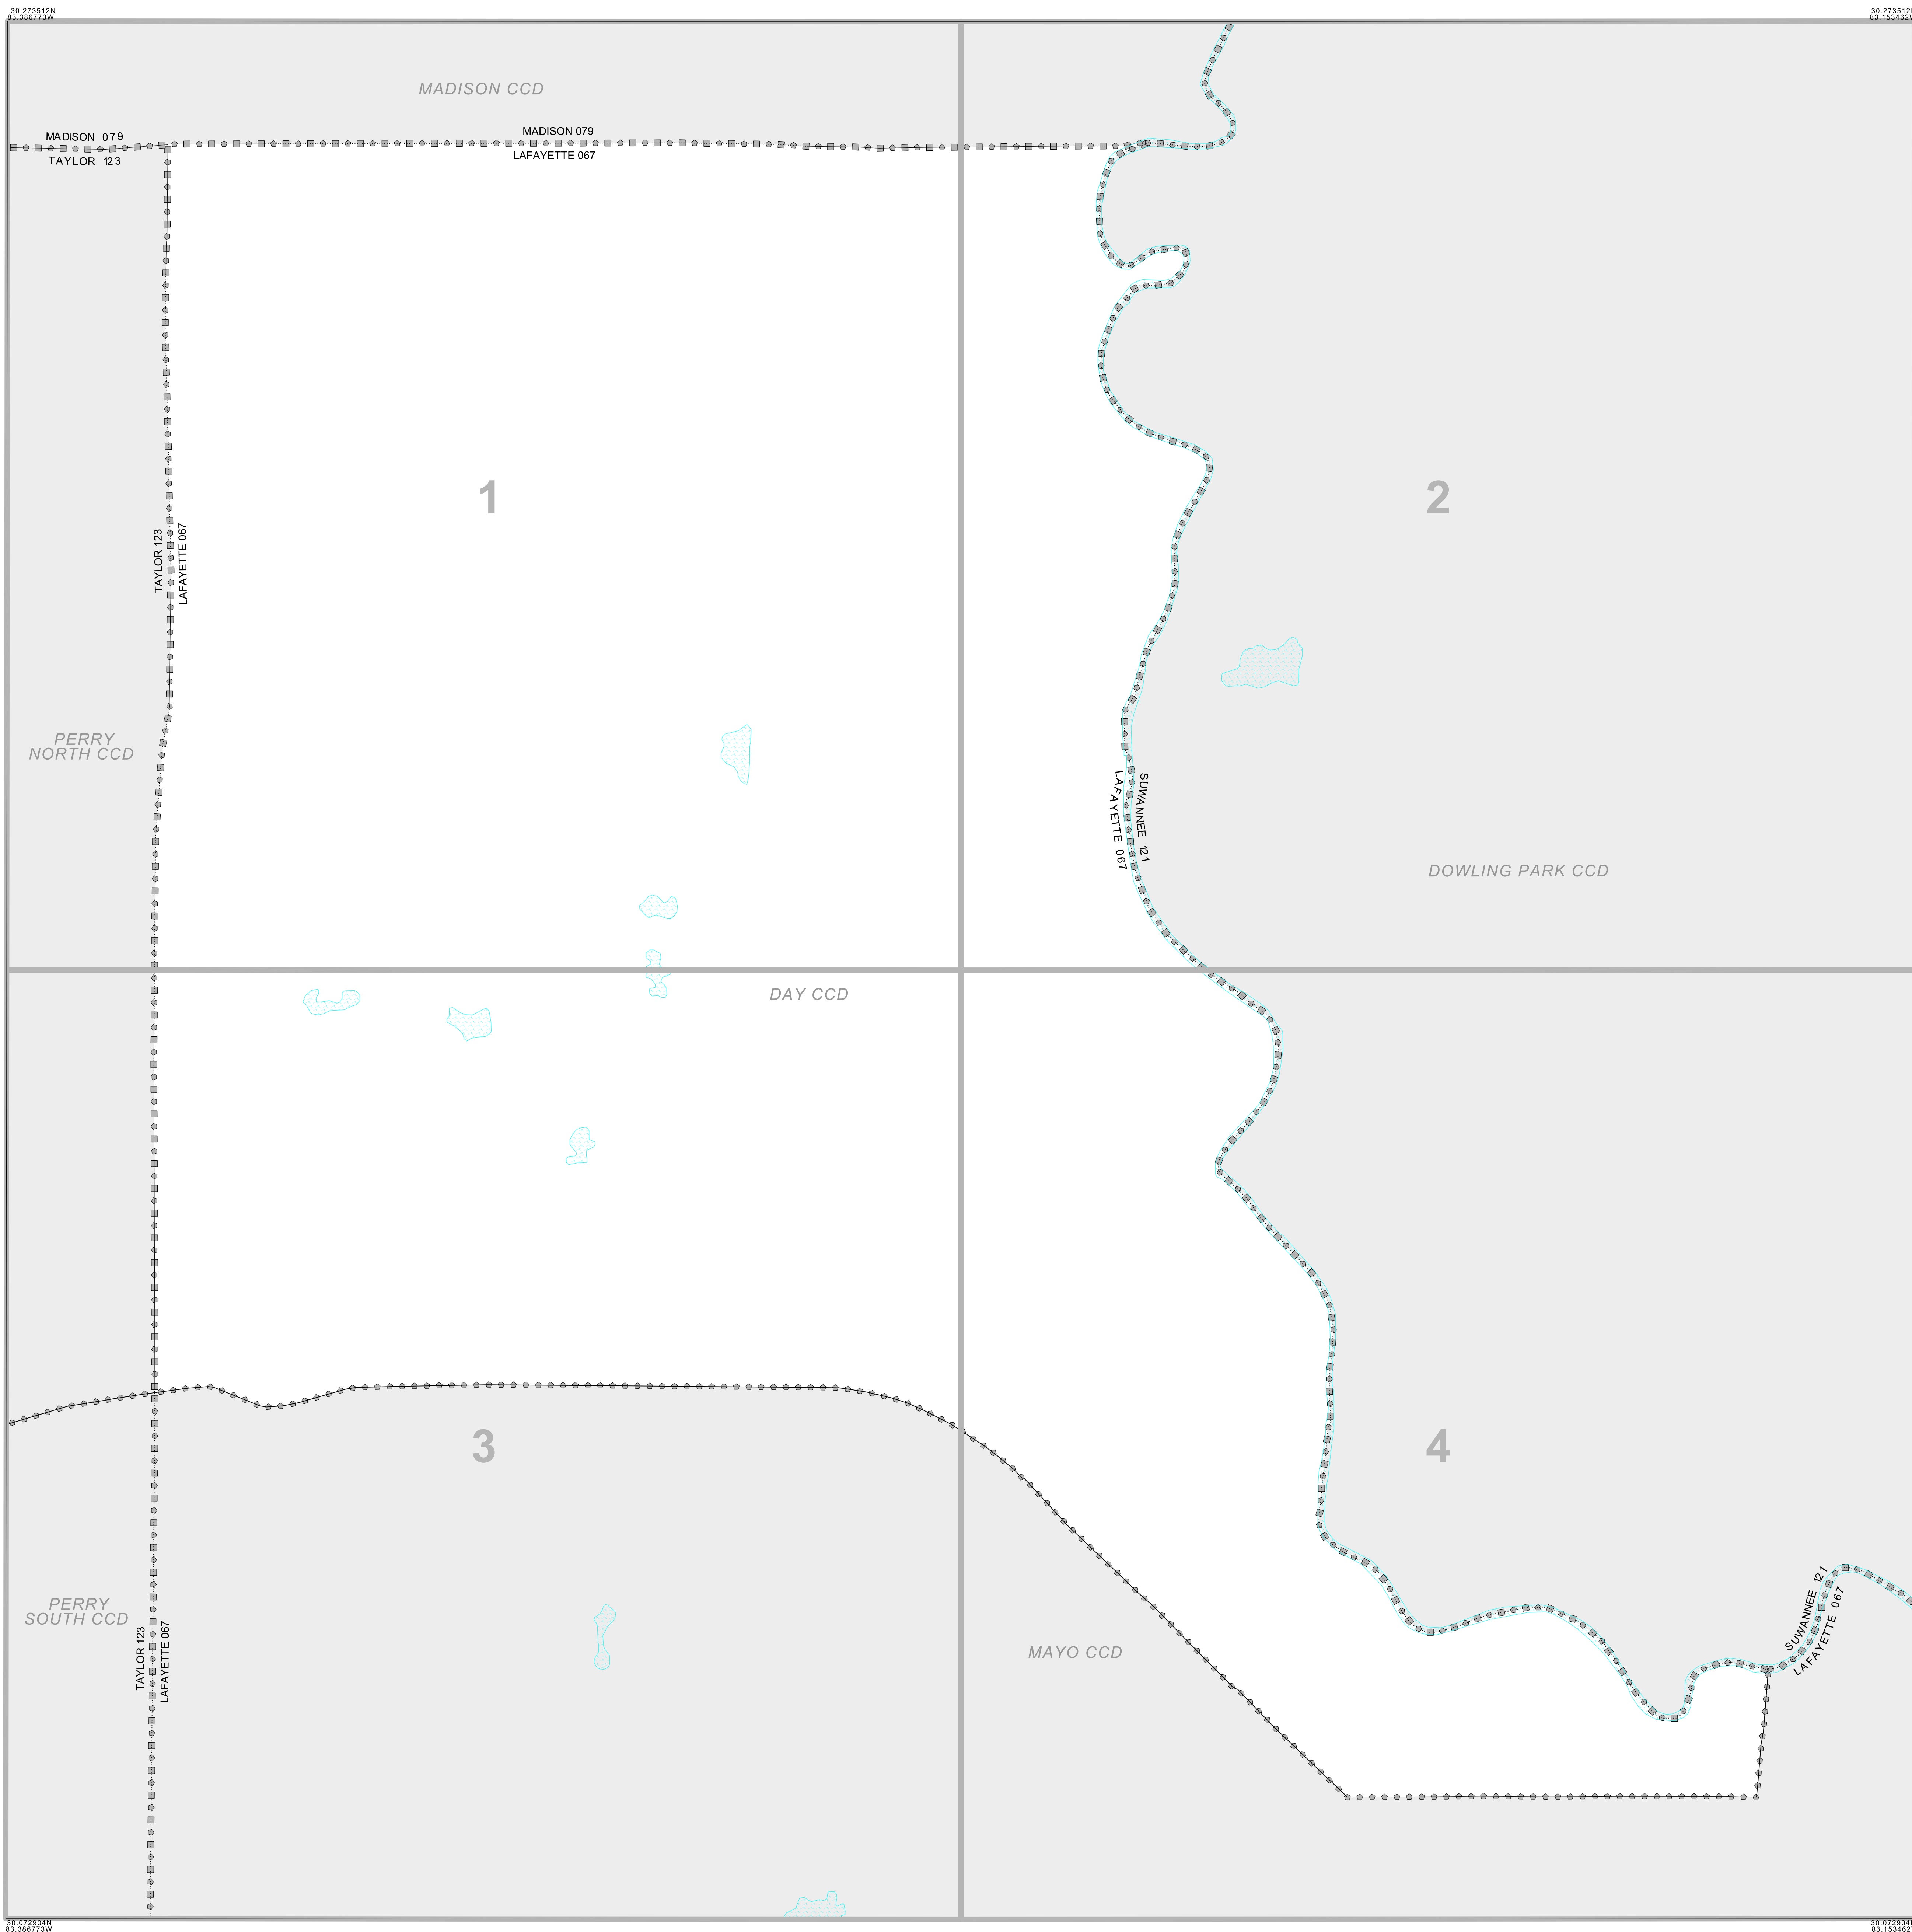 30.273512N
83.386773W
30.273512N
83.153462W
MADISON CCD
MADISON 079
TAYLOR 123
MADISON 079
LAFAYETTE 067
1
2
TAYLOR 123
LAFAYETTE 067
PERRY
NORTH CCD
SUWANNEE 121
LAFAYETTE 067
DOWLING PARK CCD
DAY CCD
3
4
PERRY
SOUTH CCD
TAYLOR 123
LAFAYETTE 067
MAYO CCD
SUWANNEE 121
LAFAYETTE 067
30.072904N
83.386773W
30.072904N
83.153462W